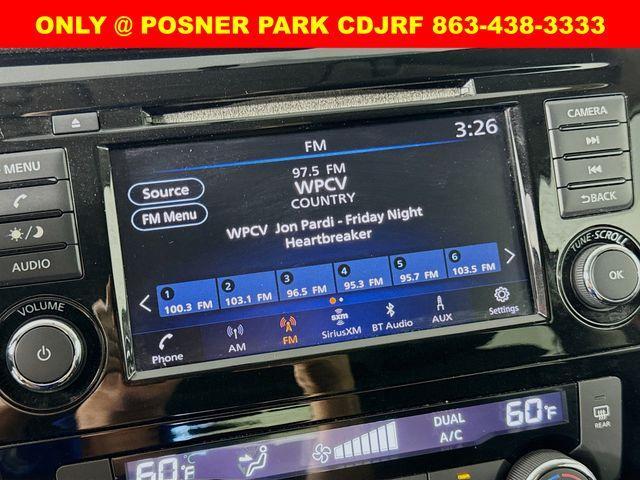 ONLY @ POSNER PARK CDJRF 863-438-3333
MENU
AUDIO
VOLUME
FM
3:26
97.5 FM
WPCV
COUNTRY
Source
FM Menu
WPCV Jon Pardi - Friday Night
Heartbreaker
1 2 3 4 5 6
100.3 FM 103.1 FM 96.5 FM 95.3 FM 95.7 FM 103.5 FM
Phone AM FM sxm SiriusXM BT Audio AUX Settings
CAMERA
BACK
TUNE·SCROLL
OK
60°F
DUAL
A/C
60°F
REAR